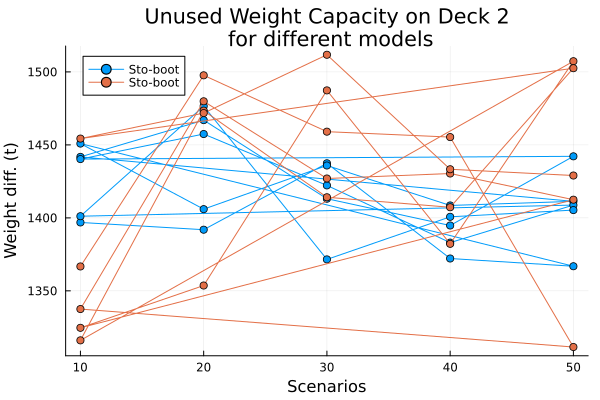 Unused Weight Capacity on Deck 2
for different models
Sto-boot
Sto-boot
Weight diff. (t)
1500
1450
1400
1350
10 20 30 40 50
Scenarios